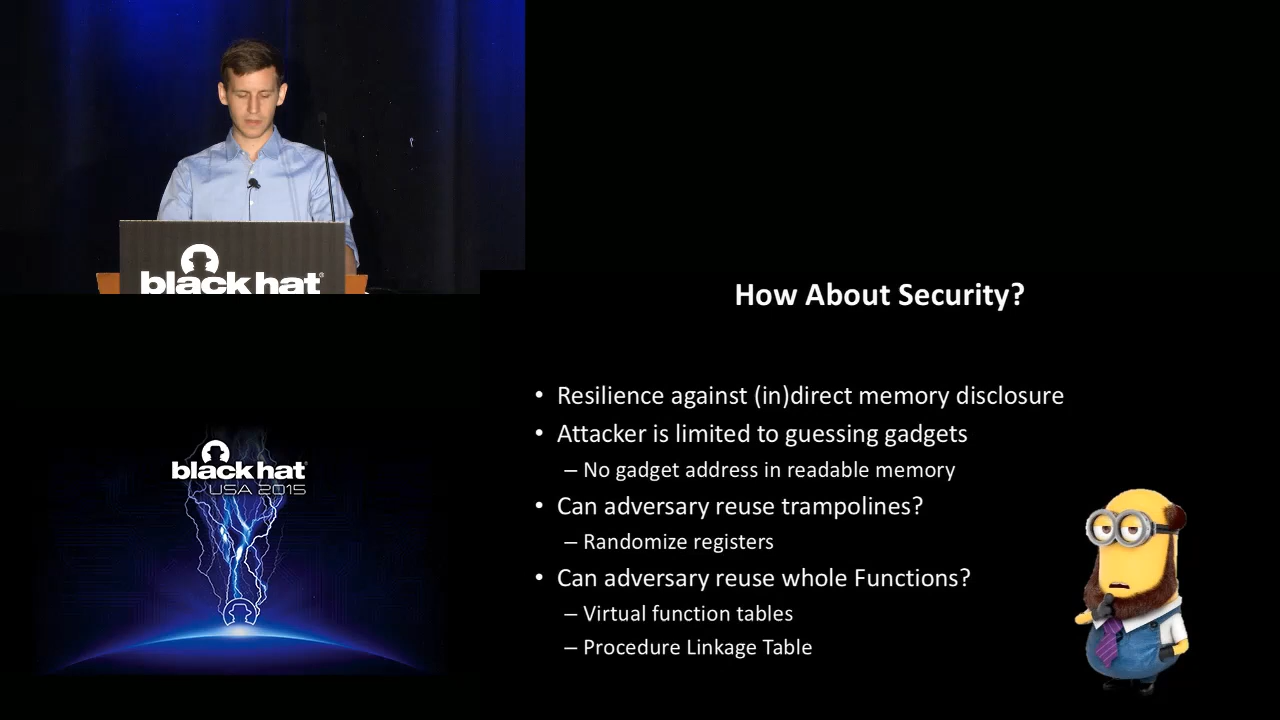 black hat®
How About Security?
• Resilience against (in)direct memory disclosure
• Attacker is limited to guessing gadgets
– No gadget address in readable memory
• Can adversary reuse trampolines?
– Randomize registers
• Can adversary reuse whole Functions?
– Virtual function tables
– Procedure Linkage Table
black hat®
USA 2015